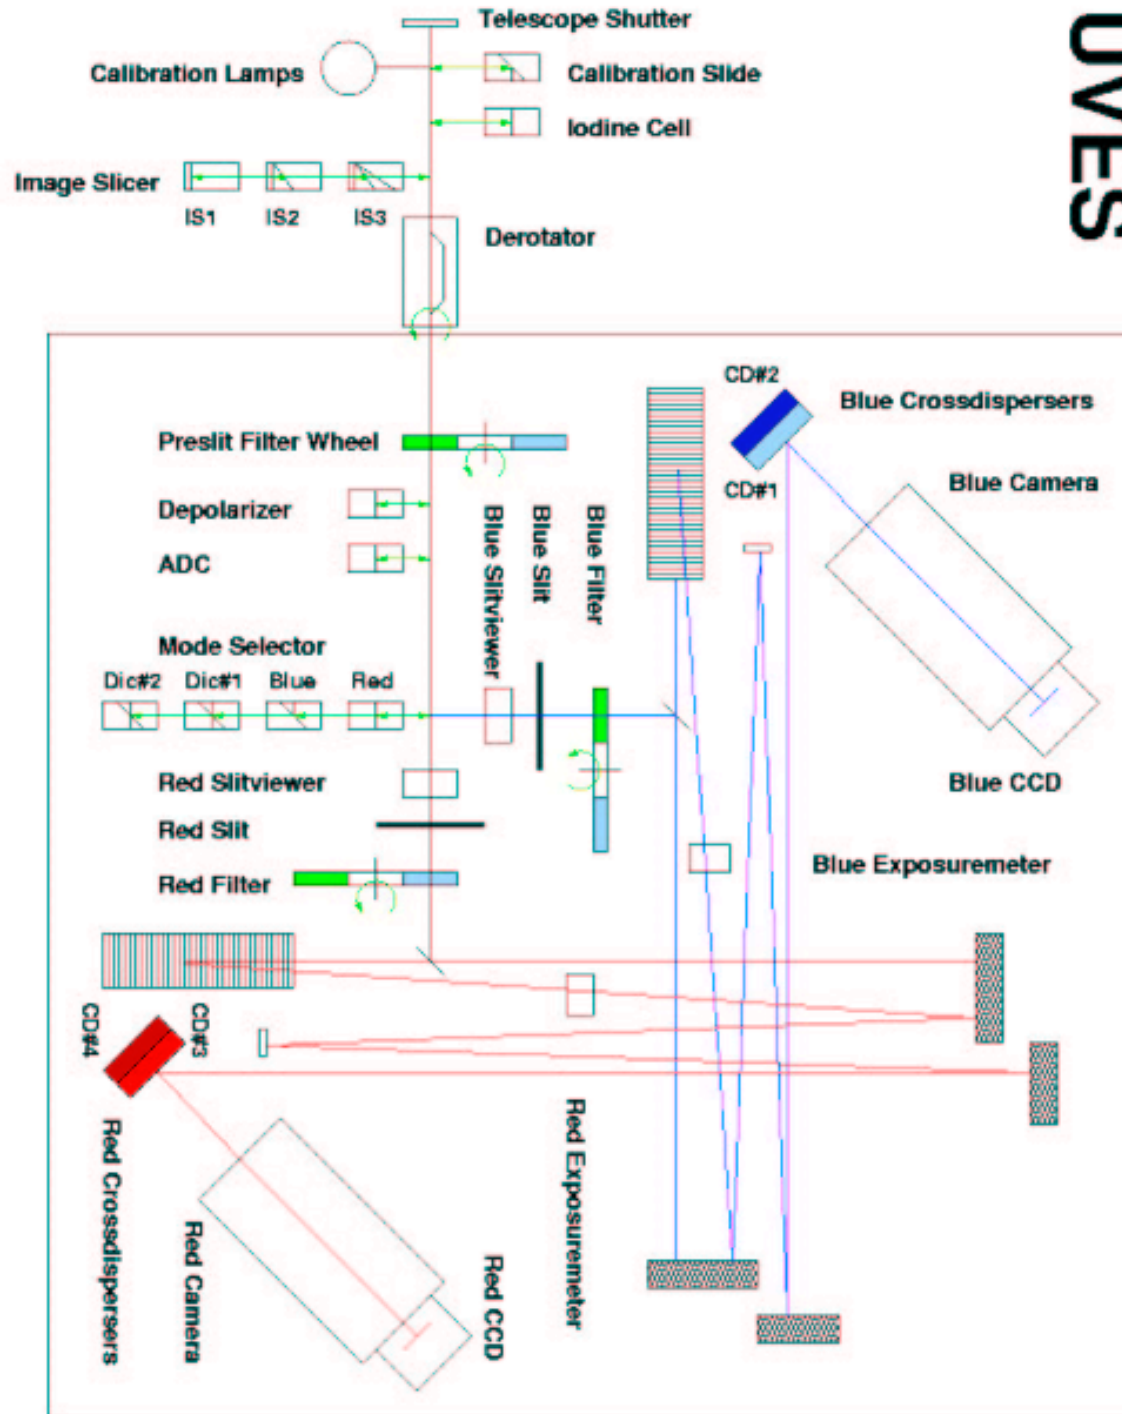 Telescope Shutter
UVES
Calibration Lamps
Calibration Slide
Iodine Cell
Image Slicer
IS1
IS2
IS3
Derotator
CD#2
Blue Crossdispersers
Preslit Filter Wheel
CD#1
Blue Camera
Depolarizer
Blue Slitviewer
Blue Slit
Blue Filter
ADC
Mode Selector
Dic#2
Dic#1
Blue
Red
Red Slitviewer
Blue CCD
Red Slit
Blue Exposuremeter
Red Filter
CD#4
CD#3
Red Crossdispersers
Red Camera
Red CCD
Red Exposuremeter